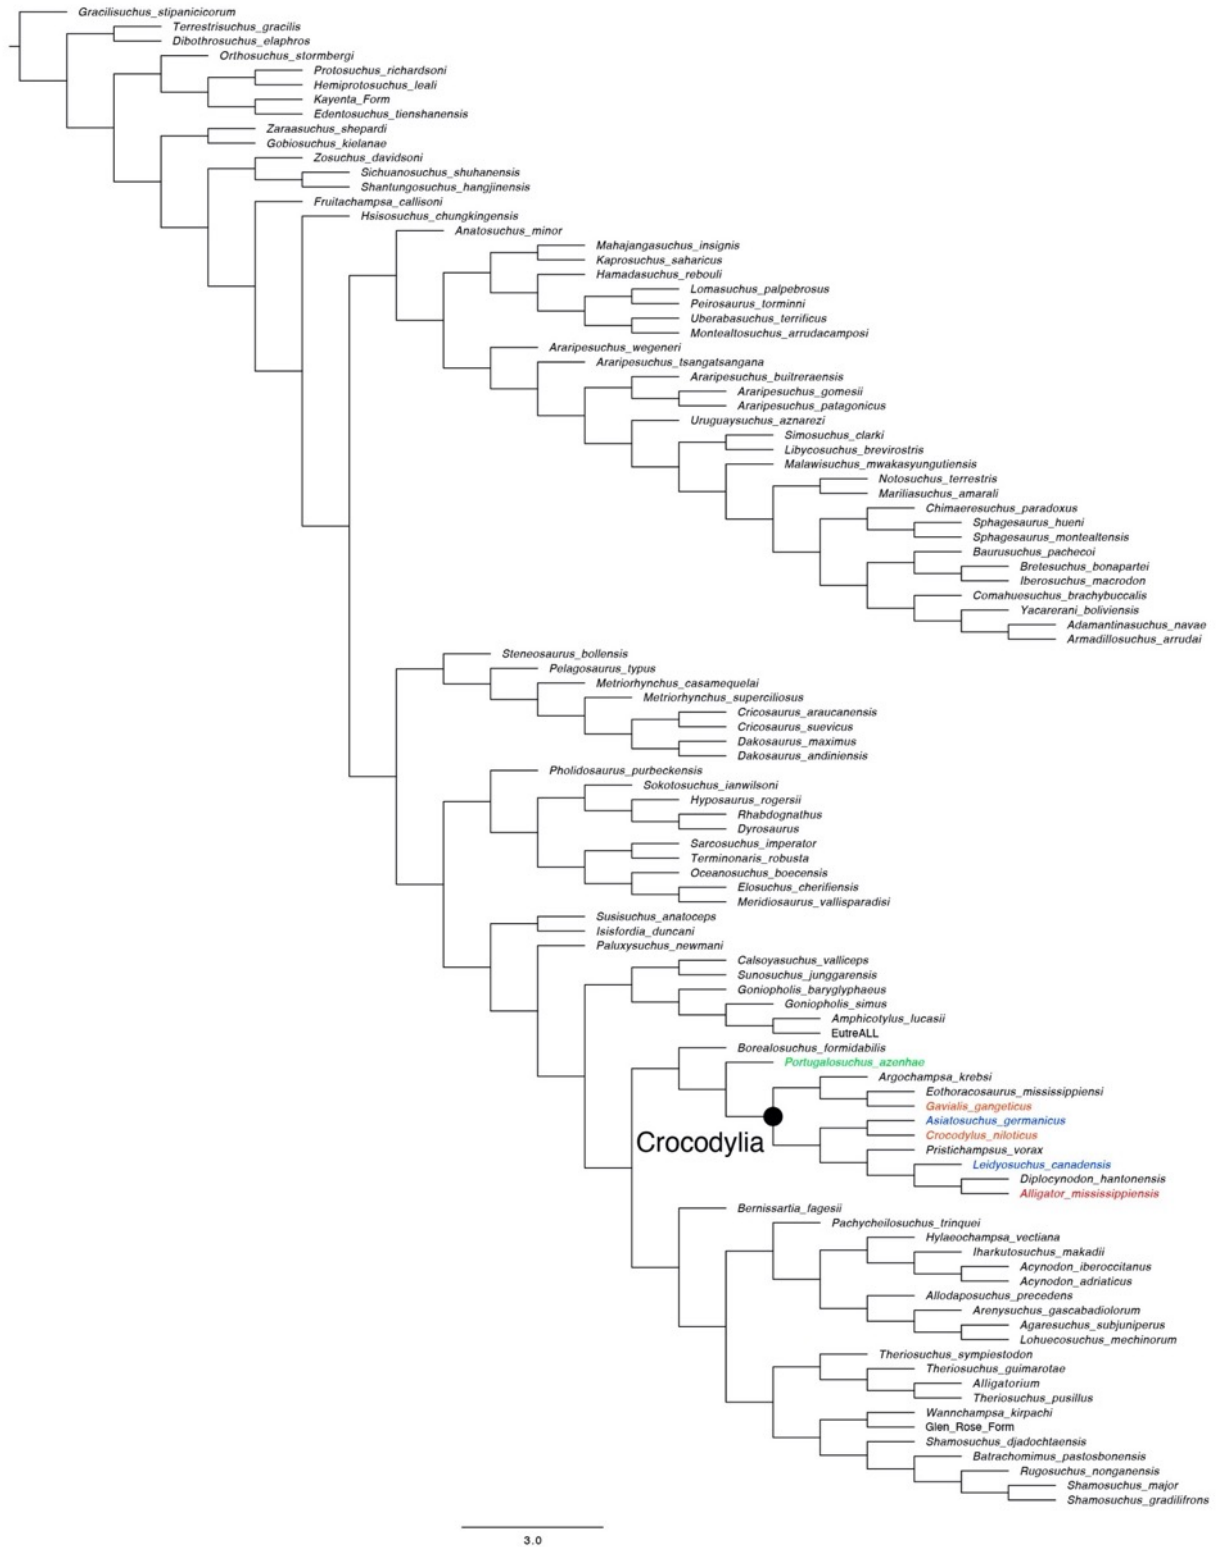 Gracilisuchus_stipanicicorum
Terrestrisuchus_gracilis
Dibothrosuchus_elaphros
Orthosuchus_stormbergi
Protosuchus_richardsoni
Hemiprotosuchus_leali
Kayenta_Form
Edentosuchus_tienshanensis
Zaraasuchus_shepardi
Gobiosuchus_kielanae
Zosuchus_davidsoni
Sichuanosuchus_shuhanensis
Shantungosuchus_hangjinensis
Fruitachampsa_callisoni
Hsisosuchus_chungkingensis
Anatosuchus_minor
Mahajangasuchus_insignis
Kaprosuchus_saharicus
Hamadasuchus_rebouli
Lomasuchus_palpebrosus
Peirosaurus_torminni
Uberabasuchus_terrificus
Montealtosuchus_arrudacamposi
Araripesuchus_wegeneri
Araripesuchus_tsangatsangana
Araripesuchus_buitreraensis
Araripesuchus_gomesii
Araripesuchus_patagonicus
Uruguaysuchus_aznarezi
Simosuchus_clarki
Libycosuchus_brevirostris
Malawisuchus_mwakasyungutiensis
Notosuchus_terrestris
Mariliasuchus_amarali
Chimaeresuchus_paradoxus
Sphagesaurus_hueni
Sphagesaurus_montealtensis
Baurusuchus_pachecoi
Bretesuchus_bonapartei
Iberosuchus_macrodon
Comahuesuchus_brachybuccalis
Yacarerani_boliviensis
Adamantinasuchus_navae
Armadillosuchus_arrudai
Steneosaurus_bollensis
Pelagosaurus_typus
Metriorhynchus_casamequelai
Metriorhynchus_superciliosus
Cricosaurus_araucanensis
Cricosaurus_suevicus
Dakosaurus_maximus
Dakosaurus_andiniensis
Pholidosaurus_purbeckensis
Sokotosuchus_ianwilsoni
Hyposaurus_rogersii
Rhabdognathus
Dyrosaurus
Sarcosuchus_imperator
Terminonaris_robusta
Oceanosuchus_boecensis
Elosuchus_cherifiensis
Meridiosaurus_vallisparadisi
Susisuchus_anatoceps
Isisfordia_duncani
Paluxysuchus_newmani
Calsoyasuchus_valliceps
Sunosuchus_junggarensis
Goniopholis_baryglyphaeus
Goniopholis_simus
Amphicotylus_lucasii
EutreALL
Borealosuchus_formidabilis
Portugalosuchus_azenhae
Argochampsa_krebsi
Eothoracosaurus_mississippiensi
Gavialis_gangeticus
Asiatosuchus_germanicus
Crocodylus_niloticus
Crocodylia
Pristichampsus_vorax
Leidyosuchus_canadensis
Diplocynodon_hantonensis
Alligator_mississippiensis
Bernissartia_fagesii
Pachycheilosuchus_trinquei
Hylaeochampsa_vectiana
Iharkutosuchus_makadii
Acynodon_iberoccitanus
Acynodon_adriaticus
Allodaposuchus_precedens
Arenysuchus_gascabadiolorum
Agaresuchus_subjuniperus
Lohuecosuchus_mechinorum
Theriosuchus_sympiestodon
Theriosuchus_guimarotae
Alligatorium
Theriosuchus_pusillus
Wannchampsa_kirpachi
Glen_Rose_Form
Shamosuchus_djadochtaensis
Batrachomimus_pastosbonensis
Rugosuchus_nonganensis
Shamosuchus_major
Shamosuchus_gradilifrons
3.0